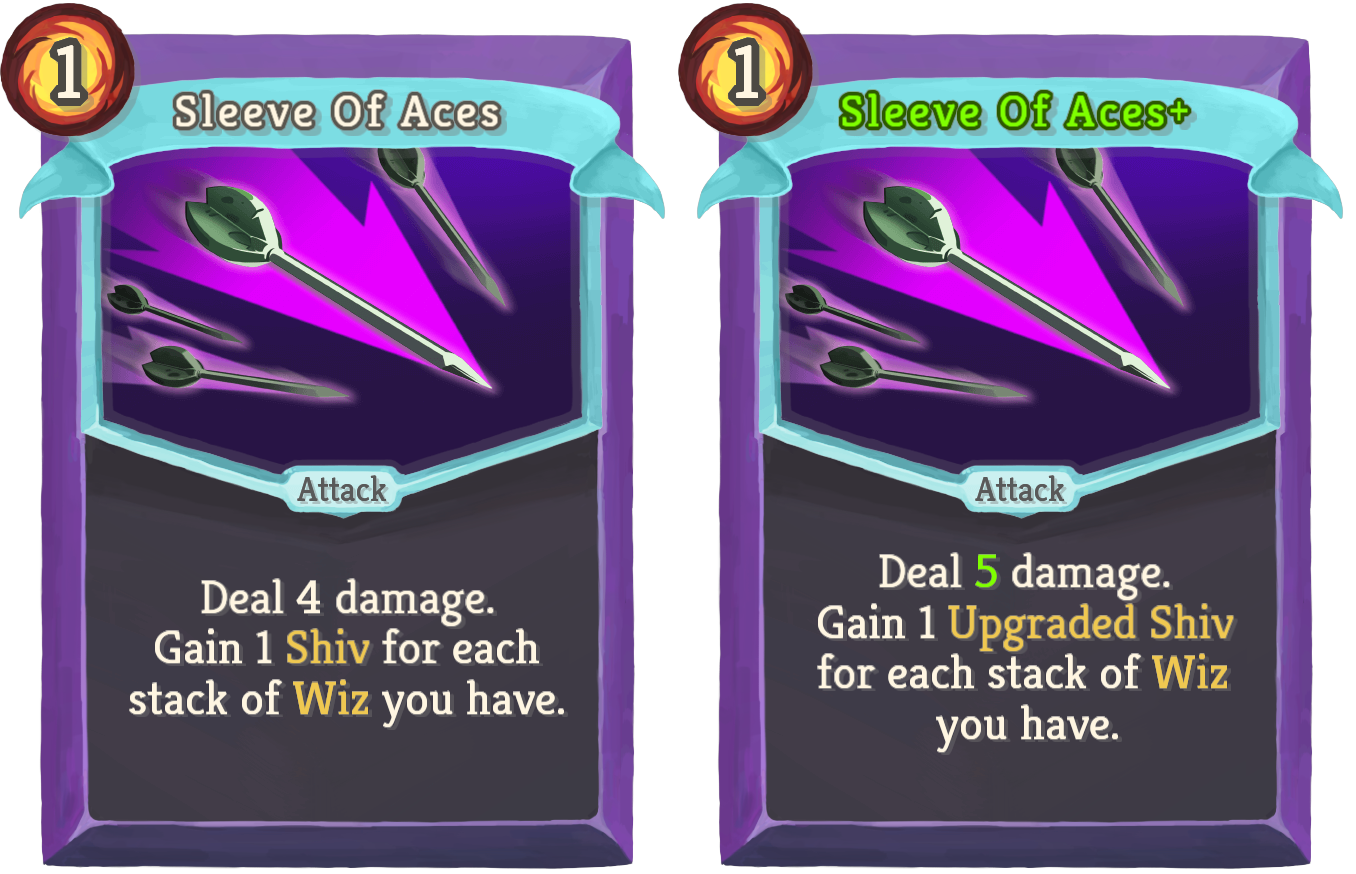 1
Sleeve Of Aces
Attack
Deal 4 damage.
Gain 1 Shiv for each
stack of Wiz you have.
1
Sleeve Of Aces+
Attack
Deal 5 damage.
Gain 1 Upgraded Shiv
for each stack of Wiz
you have.